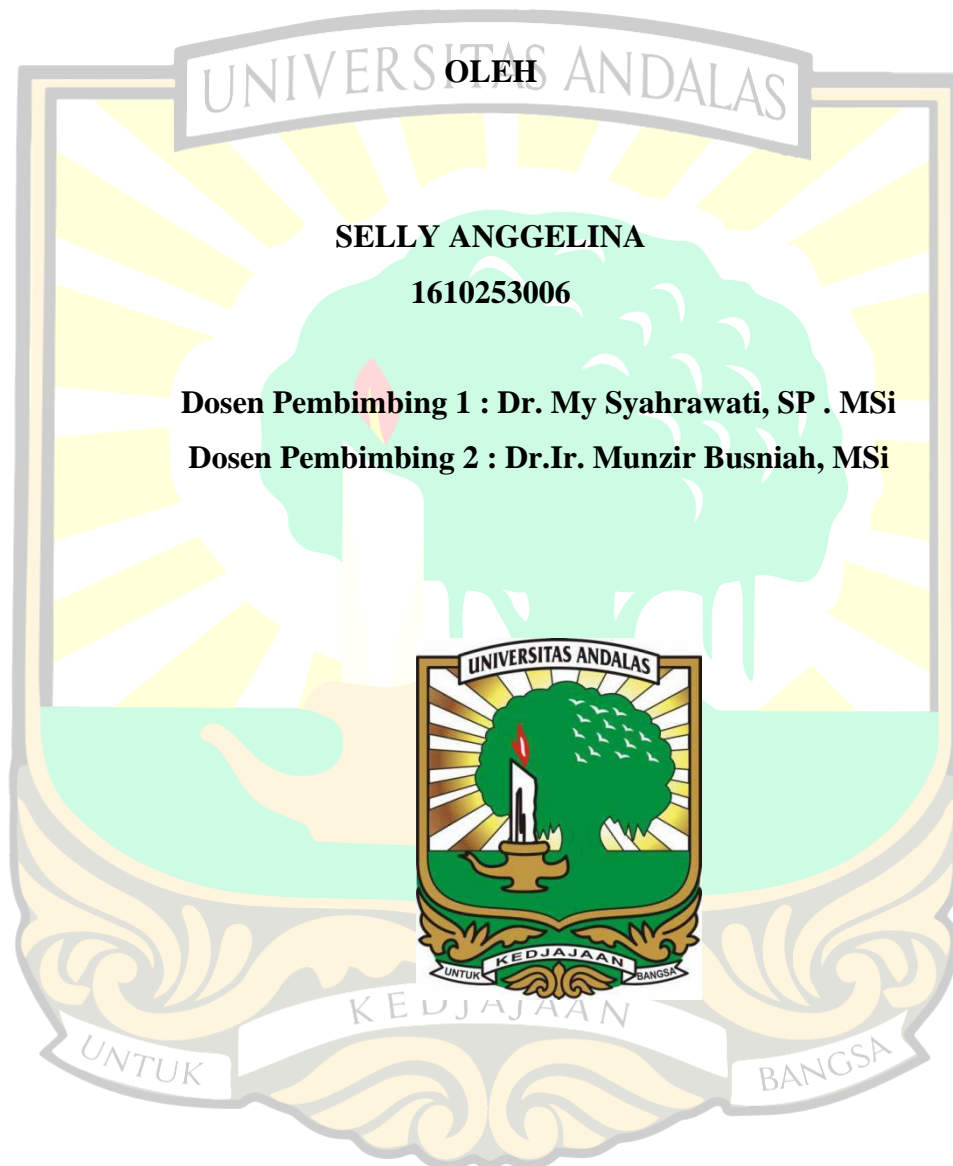 UNIVERSITAS ANDALAS
OLEH
SELLY ANGGELINA
1610253006
Dosen Pembimbing 1 : Dr. My Syahrawati, SP . MSi
Dosen Pembimbing 2 : Dr.Ir. Munzir Busniah, MSi
UNIVERSITAS ANDALAS
UNTUK KEDJAJAAN BANGSA
UNTUK KEDJAJAAN BANGSA